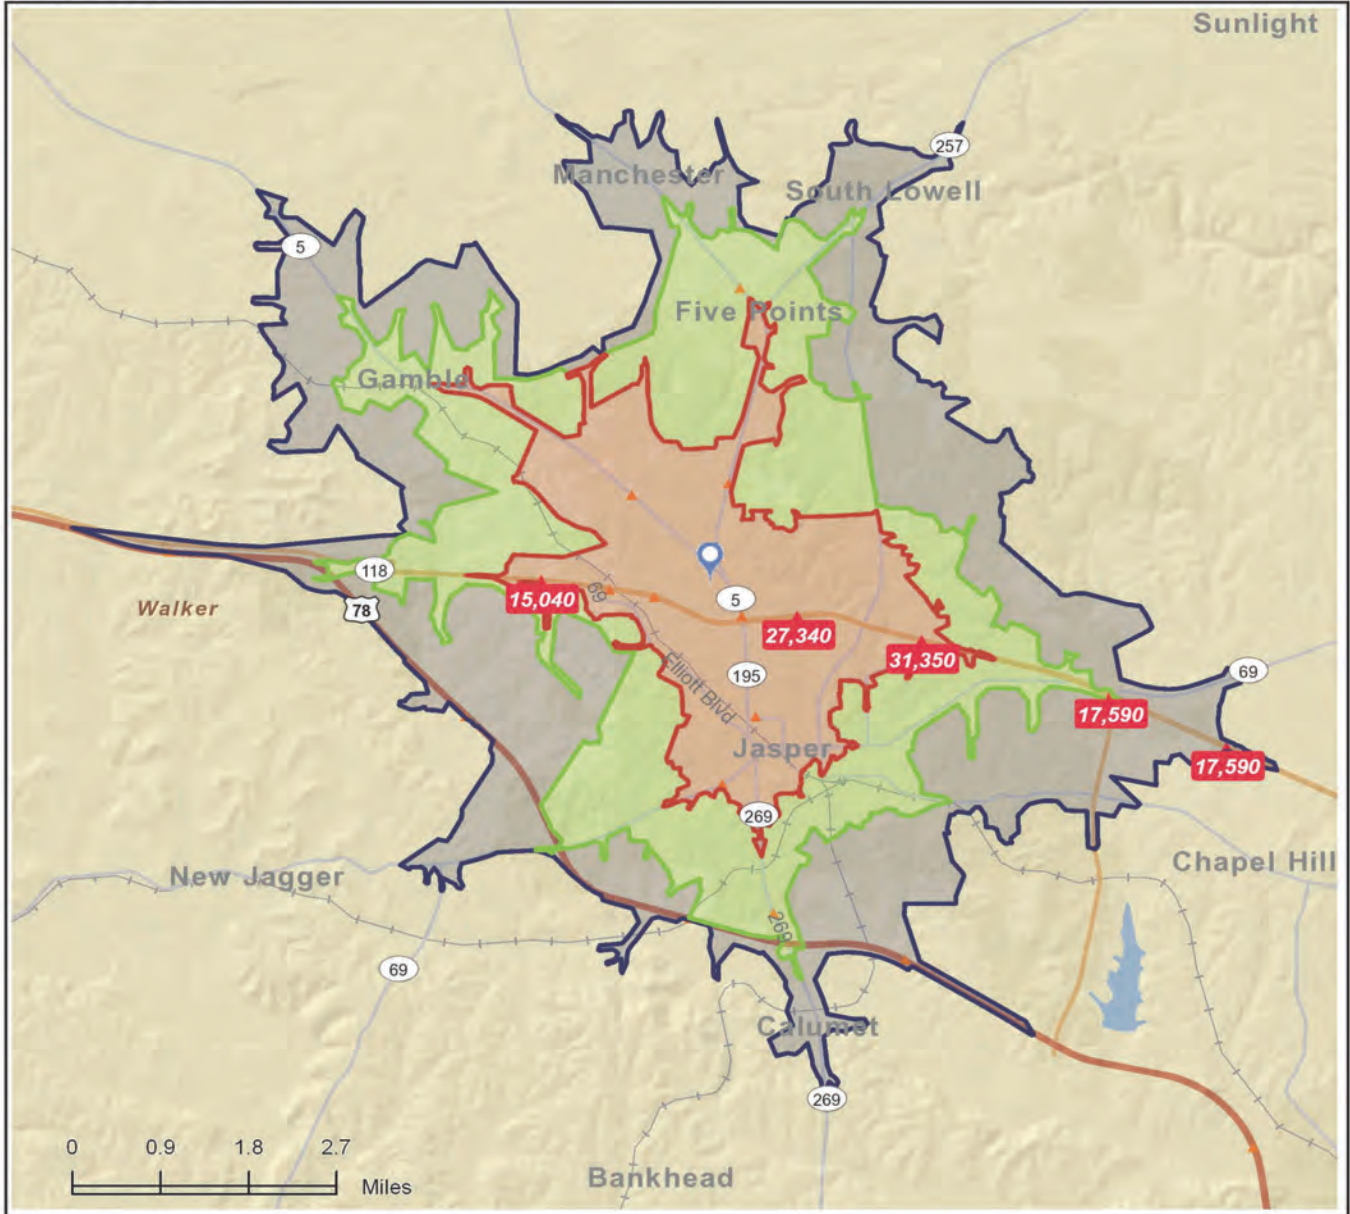 Sunlight
257
Manchester
South Lowell
5
Five Points
Gamble
118
78
Walker
69
15,040
5
27,340
31,350
Elliott Blvd
195
69
17,590
Jasper
17,590
269
Chapel Hill
New Jagger
269
69
Calumet
269
0 0.9 1.8 2.7
Miles
Bankhead